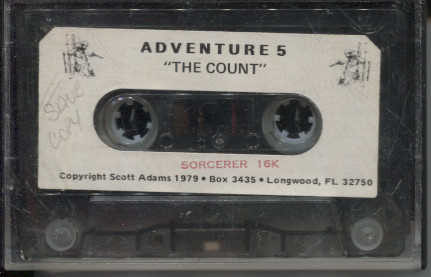 ADVENTURE 5
"THE COUNT"
SAVE
COPY
SORCERER 16K
Copyright Scott Adams 1979 • Box 3435 • Longwood, FL 32750